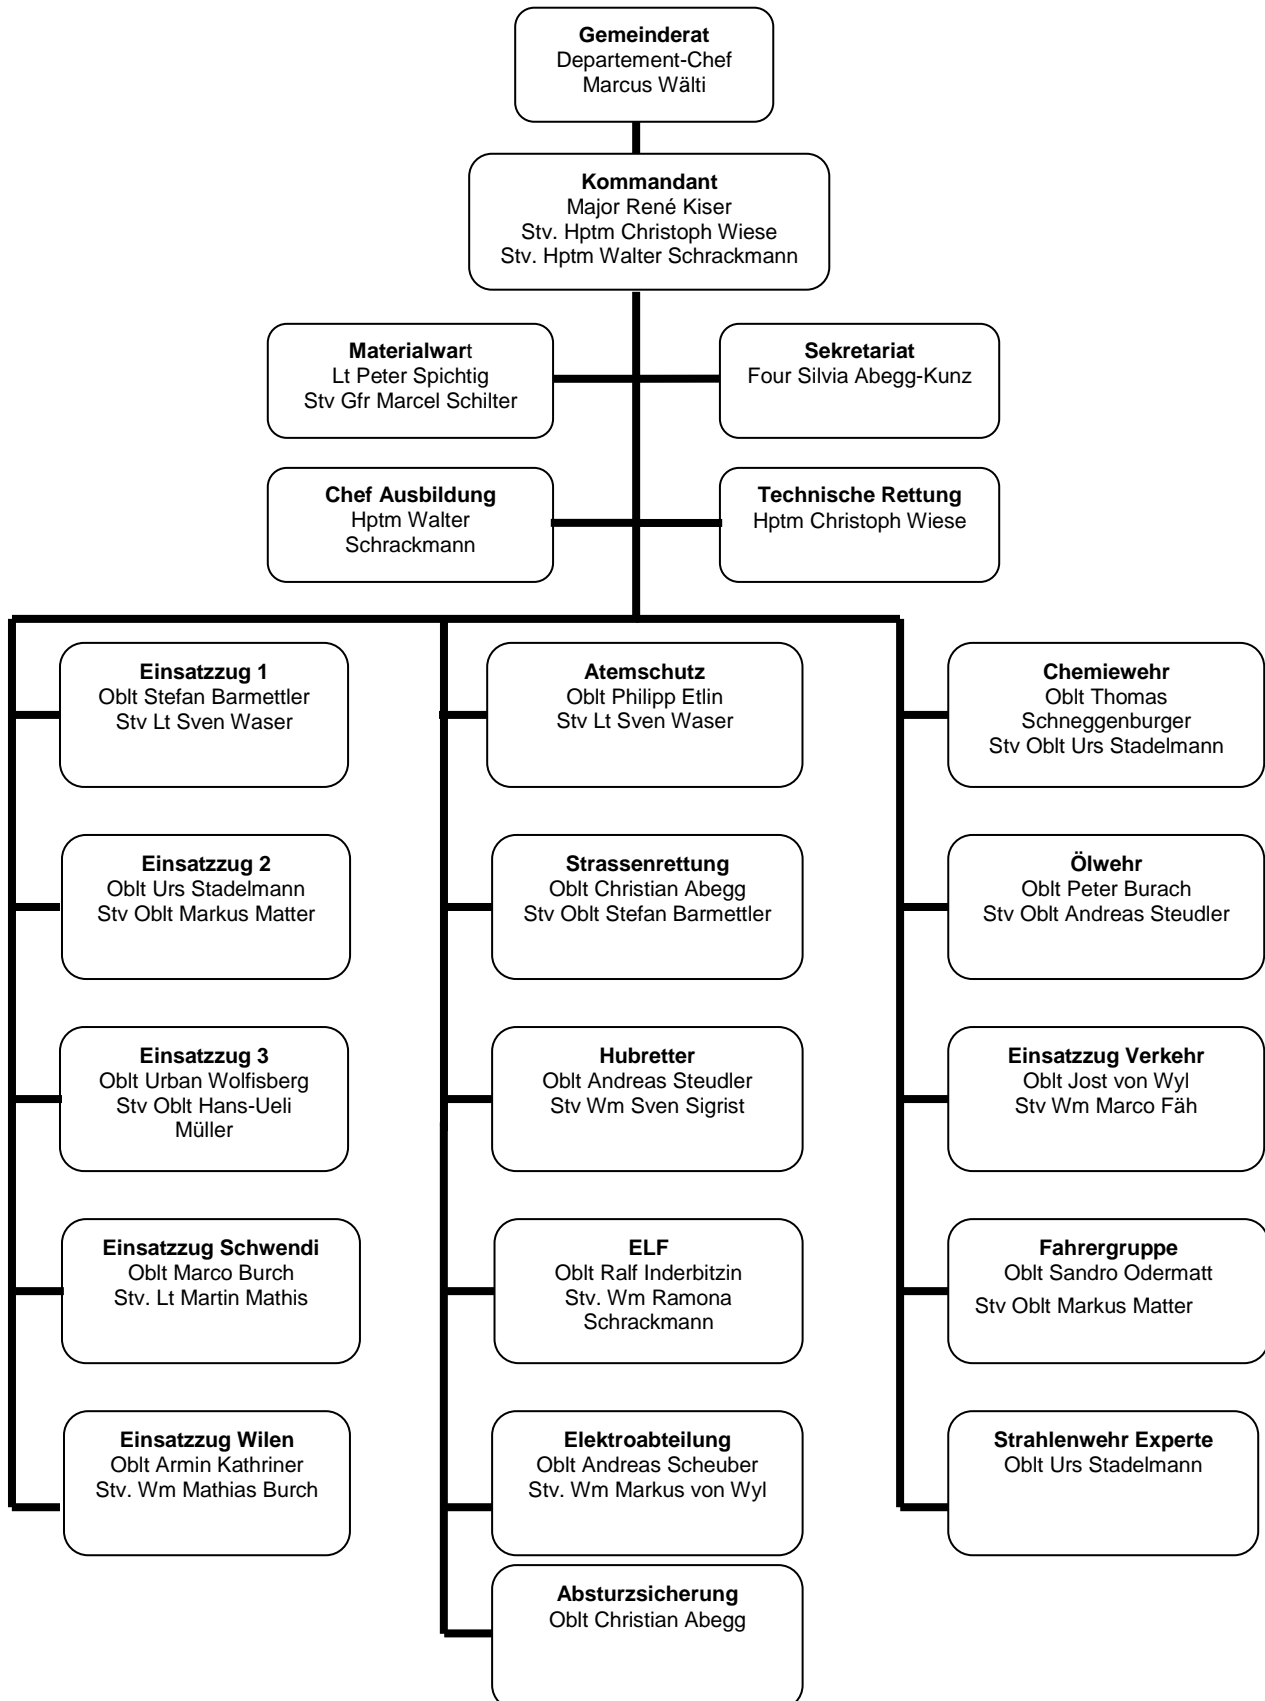 Gemeinderat
Departement-Chef
Marcus Wälti
Kommandant
Major René Kiser
Stv. Hptm Christoph Wiese
Stv. Hptm Walter Schrackmann
Materialwart
Lt Peter Spichtig
Stv Gfr Marcel Schilter
Sekretariat
Four Silvia Abegg-Kunz
Chef Ausbildung
Hptm Walter
Schrackmann
Technische Rettung
Hptm Christoph Wiese
Einsatzzug 1
Oblt Stefan Barmettler
Stv Lt Sven Waser
Atemschutz
Oblt Philipp Etlin
Stv Lt Sven Waser
Chemiewehr
Oblt Thomas
Schneggenburger
Stv Oblt Urs Stadelmann
Einsatzzug 2
Oblt Urs Stadelmann
Stv Oblt Markus Matter
Strassenrettung
Oblt Christian Abegg
Stv Oblt Stefan Barmettler
Ölwehr
Oblt Peter Burach
Stv Oblt Andreas Steudler
Einsatzzug 3
Oblt Urban Wolfisberg
Stv Oblt Hans-Ueli
Müller
Hubretter
Oblt Andreas Steudler
Stv Wm Sven Sigrist
Einsatzzug Verkehr
Oblt Jost von Wyl
Stv Wm Marco Fäh
Einsatzzug Schwendi
Oblt Marco Burch
Stv. Lt Martin Mathis
ELF
Oblt Ralf Inderbitzin
Stv. Wm Ramona
Schrackmann
Fahrergruppe
Oblt Sandro Odermatt
Stv Oblt Markus Matter
Einsatzzug Wilen
Oblt Armin Kathriner
Stv. Wm Mathias Burch
Elektroabteilung
Oblt Andreas Scheuber
Stv. Wm Markus von Wyl
Strahlenwehr Experte
Oblt Urs Stadelmann
Absturzsicherung
Oblt Christian Abegg